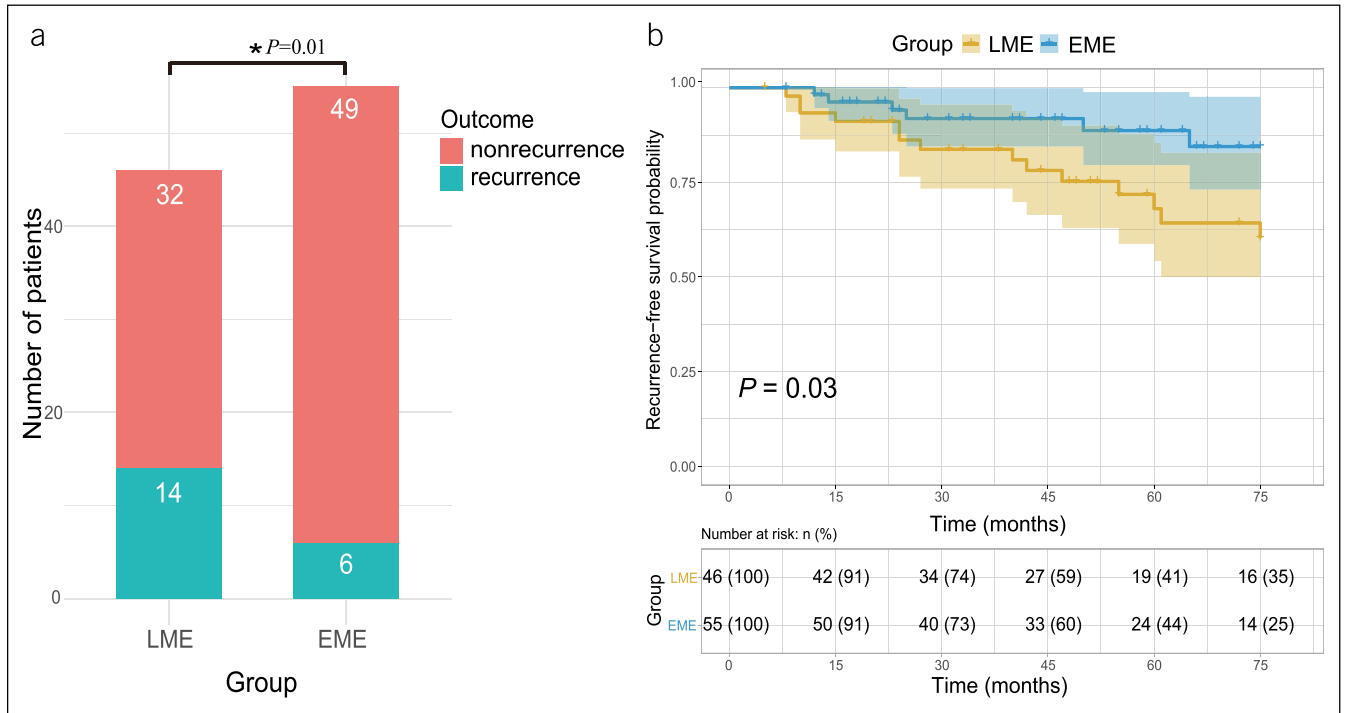 a
* P=0.01
49
32
14
6
Outcome
nonrecurrence
recurrence
Number of patients
40
20
0
LME
EME
Group
b
Group LME EME
1.00
0.75
0.50
0.25
0.00
Recurrence-free survival probability
P = 0.03
0 15 30 45 60 75
Time (months)
Number at risk: n (%)
Group
LME 46 (100) 42 (91) 34 (74) 27 (59) 19 (41) 16 (35)
EME 55 (100) 50 (91) 40 (73) 33 (60) 24 (44) 14 (25)
0 15 30 45 60 75
Time (months)